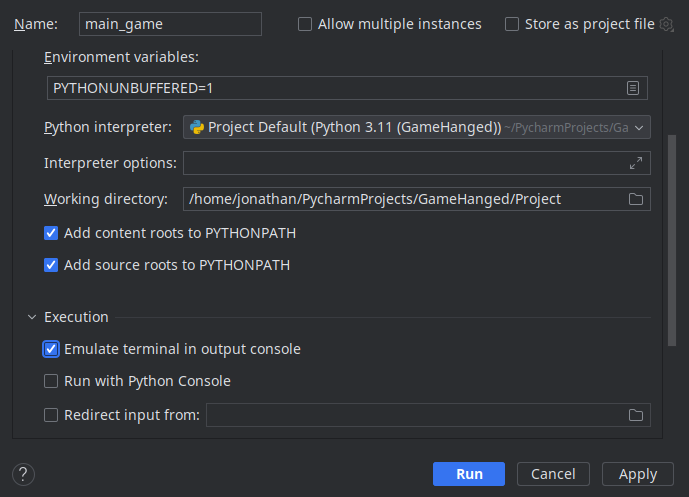 Name: main_game Allow multiple instances Store as project file
Environment variables:
PYTHONUNBUFFERED=1
Python interpreter: Project Default (Python 3.11 (GameHanged)) ~/PycharmProjects/Ga
Interpreter options:
Working directory: /home/jonathan/PycharmProjects/GameHanged/Project
Add content roots to PYTHONPATH
Add source roots to PYTHONPATH
Execution
Emulate terminal in output console
Run with Python Console
Redirect input from:
? Run Cancel Apply